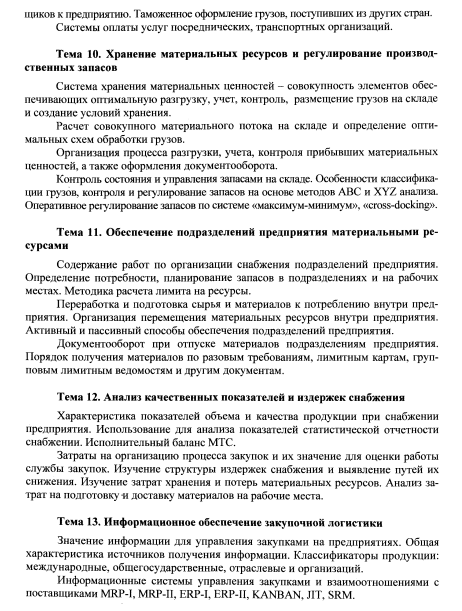 щиков к предприятию. Таможенное оформление грузов, поступивших из других стран.
Системы оплаты услуг посреднических, транспортных организаций.
Тема 10. Хранение материальных ресурсов и регулирование производ-
ственных запасов
Система хранения материальных ценностей – совокупность элементов обес-
печивающих оптимальную разгрузку, учет, контроль, размещение грузов на складе
и создание условий хранения.
Расчет совокупного материального потока на складе и определение опти-
мальных схем обработки грузов.
Организация процесса разгрузки, учета, контроля прибывших материальных
ценностей, а также оформления документооборота.
Контроль состояния и управления запасами на складе. Особенности классифика-
ции грузов, контроля и регулирование запасов на основе методов ABC и XYZ анализа.
Оперативное регулирование запасов по системе «максимум-минимум», «cross-docking».
Тема 11. Обеспечение подразделений предприятия материальными ре-
сурсами
Содержание работ по организации снабжения подразделений предприятия.
Определение потребности, планирование запасов в подразделениях и на рабочих
местах. Методика расчета лимита на ресурсы.
Переработка и подготовка сырья и материалов к потреблению внутри пред-
приятия. Организация перемещения материальных ресурсов внутри предприятия.
Активный и пассивный способы обеспечения подразделений предприятия.
Документооборот при отпуске материалов подразделениям предприятия.
Порядок получения материалов по разовым требованиям, лимитным картам, груп-
повым лимитным ведомостям и другим документам.
Тема 12. Анализ качественных показателей и издержек снабжения
Характеристика показателей объема и качества продукции при снабжении
предприятия. Использование для анализа показателей статистической отчетности
снабжении. Исполнительный баланс МТС.
Затраты на организацию процесса закупок и их значение для оценки работы
службы закупок. Изучение структуры издержек снабжения и выявление путей их
снижения. Изучение затрат хранения и потерь материальных ресурсов. Анализ за-
трат на подготовку и доставку материалов на рабочие места.
Тема 13. Информационное обеспечение закупочной логистики
Значение информации для управления закупками на предприятиях. Общая
характеристика источников получения информации. Классификаторы продукции:
международные, общегосударственные, отраслевые и организаций.
Информационные системы управления закупками и взаимоотношениями с
поставщиками MRP-I, MRP-II, ERP-I, ERP-II, KANBAN, JIT, SRM.